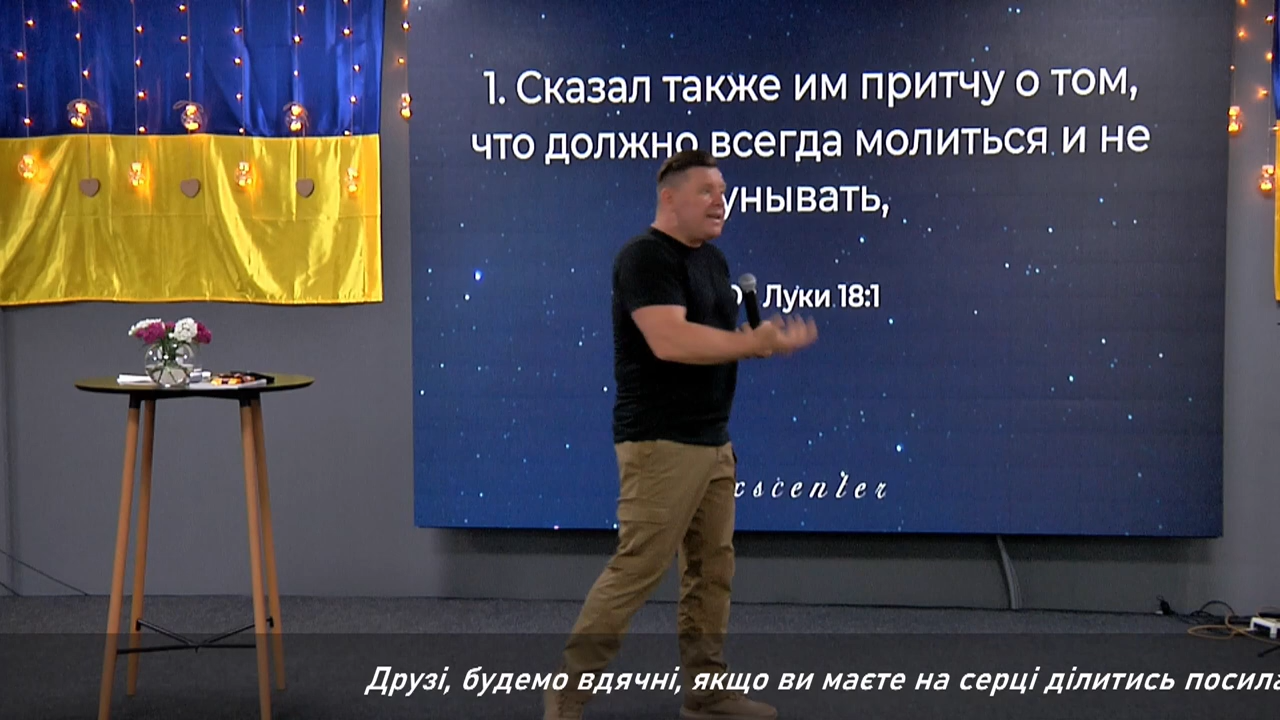 1. Сказал также им притчу о том,
что должно всегда молиться и не
унывать,
Луки 18:1
Друзі, будемо вдячні, якщо ви маєте на серці ділитись